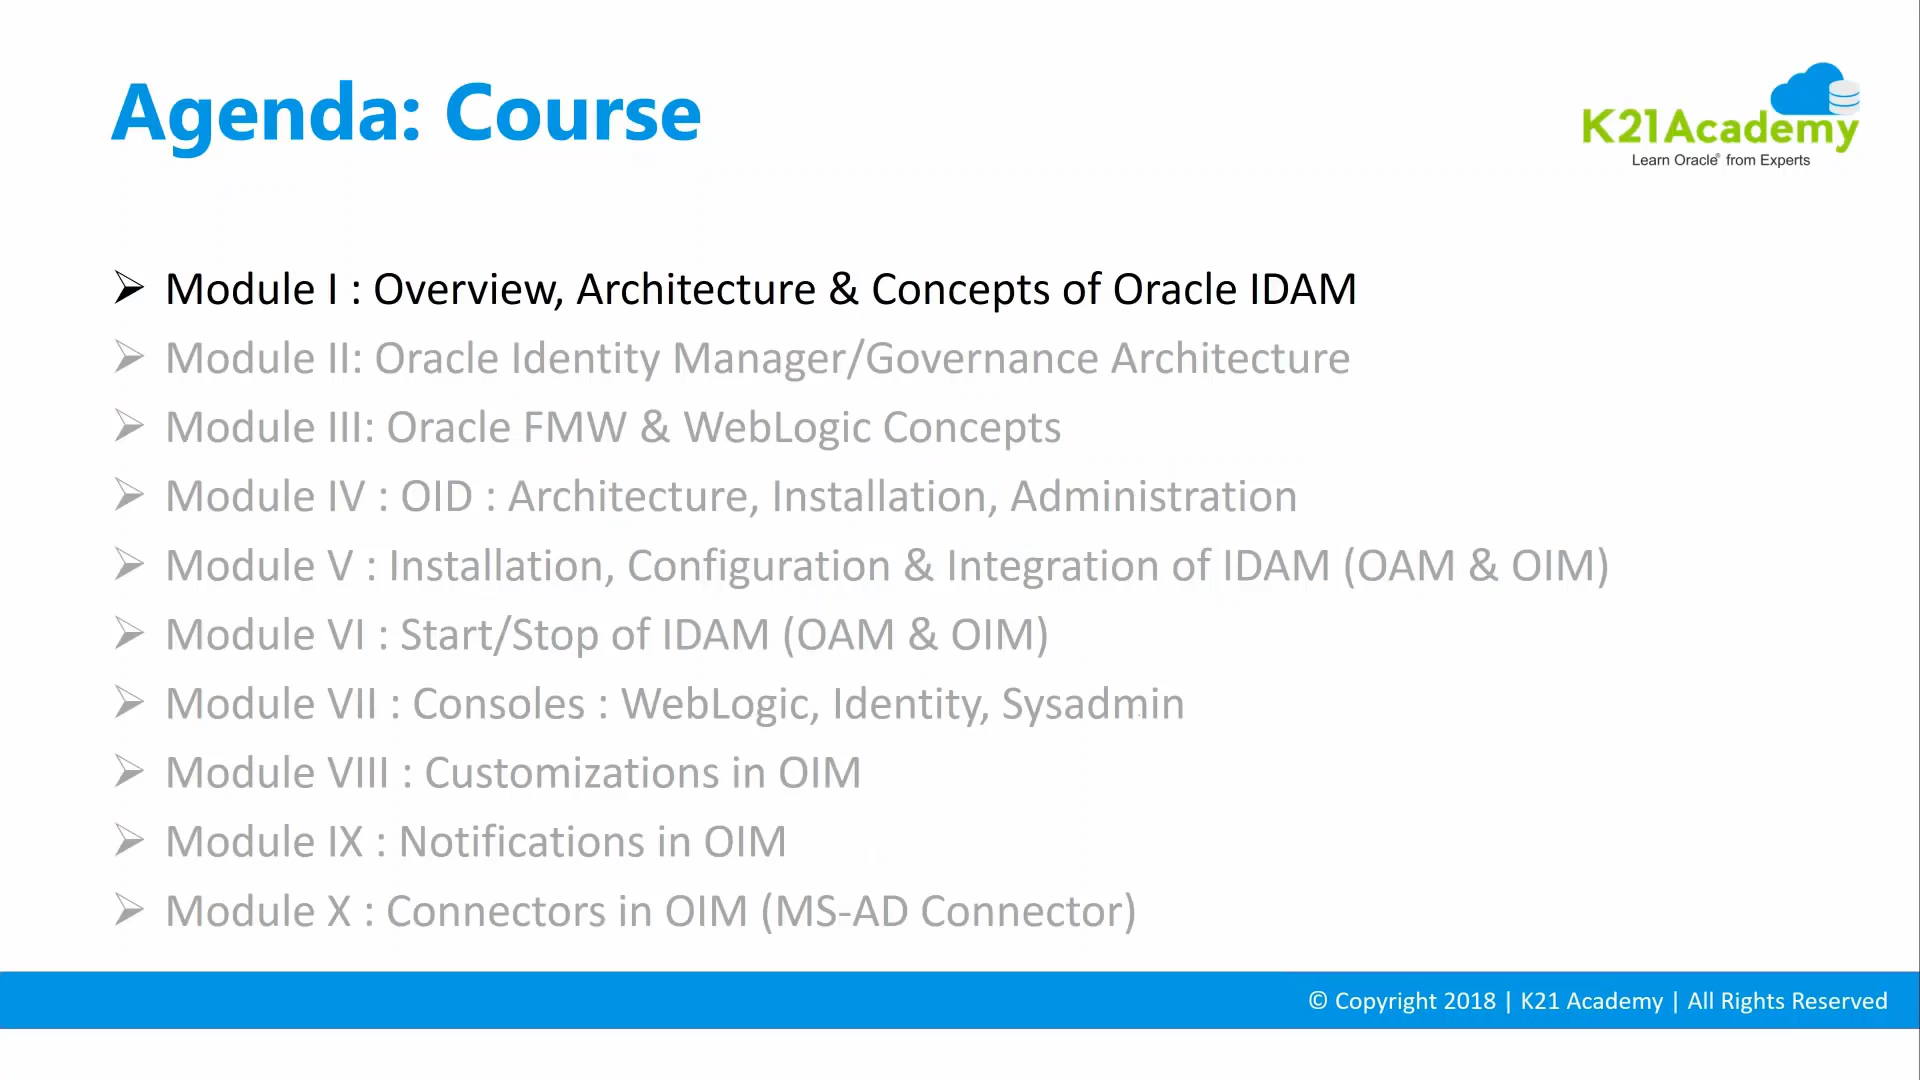 Agenda: Course
K21Academy
Learn Oracle® from Experts
➢ Module I : Overview, Architecture & Concepts of Oracle IDAM
➢ Module II: Oracle Identity Manager/Governance Architecture
➢ Module III: Oracle FMW & WebLogic Concepts
➢ Module IV : OID : Architecture, Installation, Administration
➢ Module V : Installation, Configuration & Integration of IDAM (OAM & OIM)
➢ Module VI : Start/Stop of IDAM (OAM & OIM)
➢ Module VII : Consoles : WebLogic, Identity, Sysadmin
➢ Module VIII : Customizations in OIM
➢ Module IX : Notifications in OIM
➢ Module X : Connectors in OIM (MS-AD Connector)
© Copyright 2018 | K21 Academy | All Rights Reserved